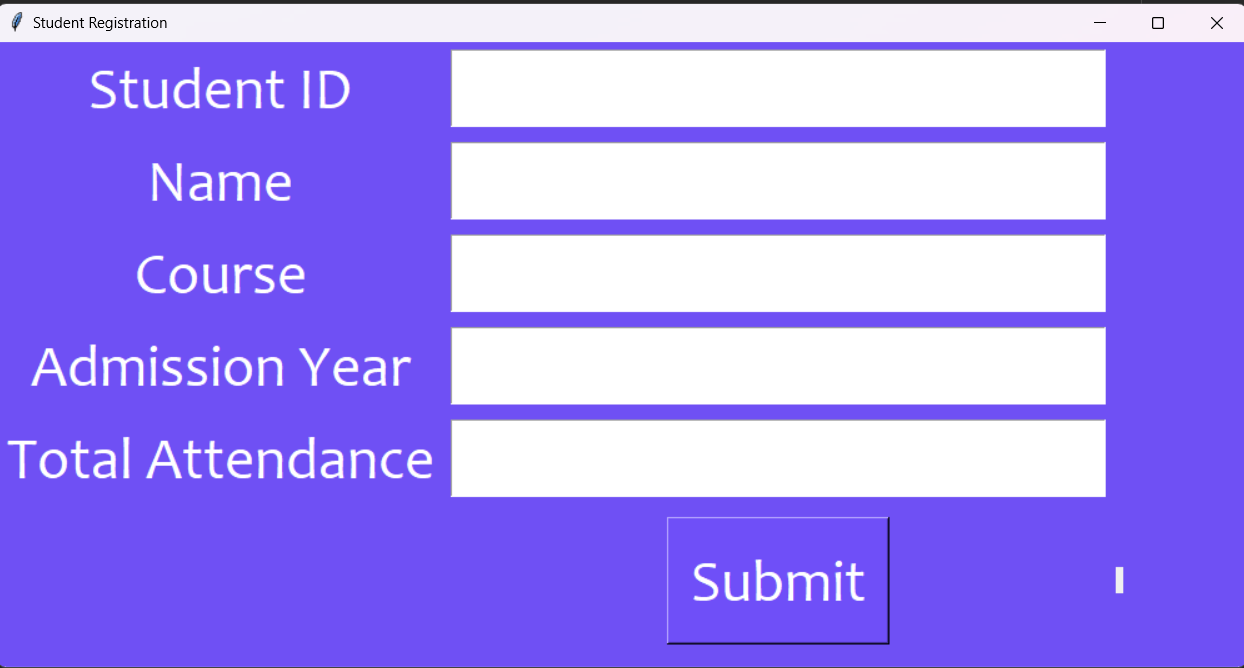 Student Registration
Student ID
Name
Course
Admission Year
Total Attendance
Submit